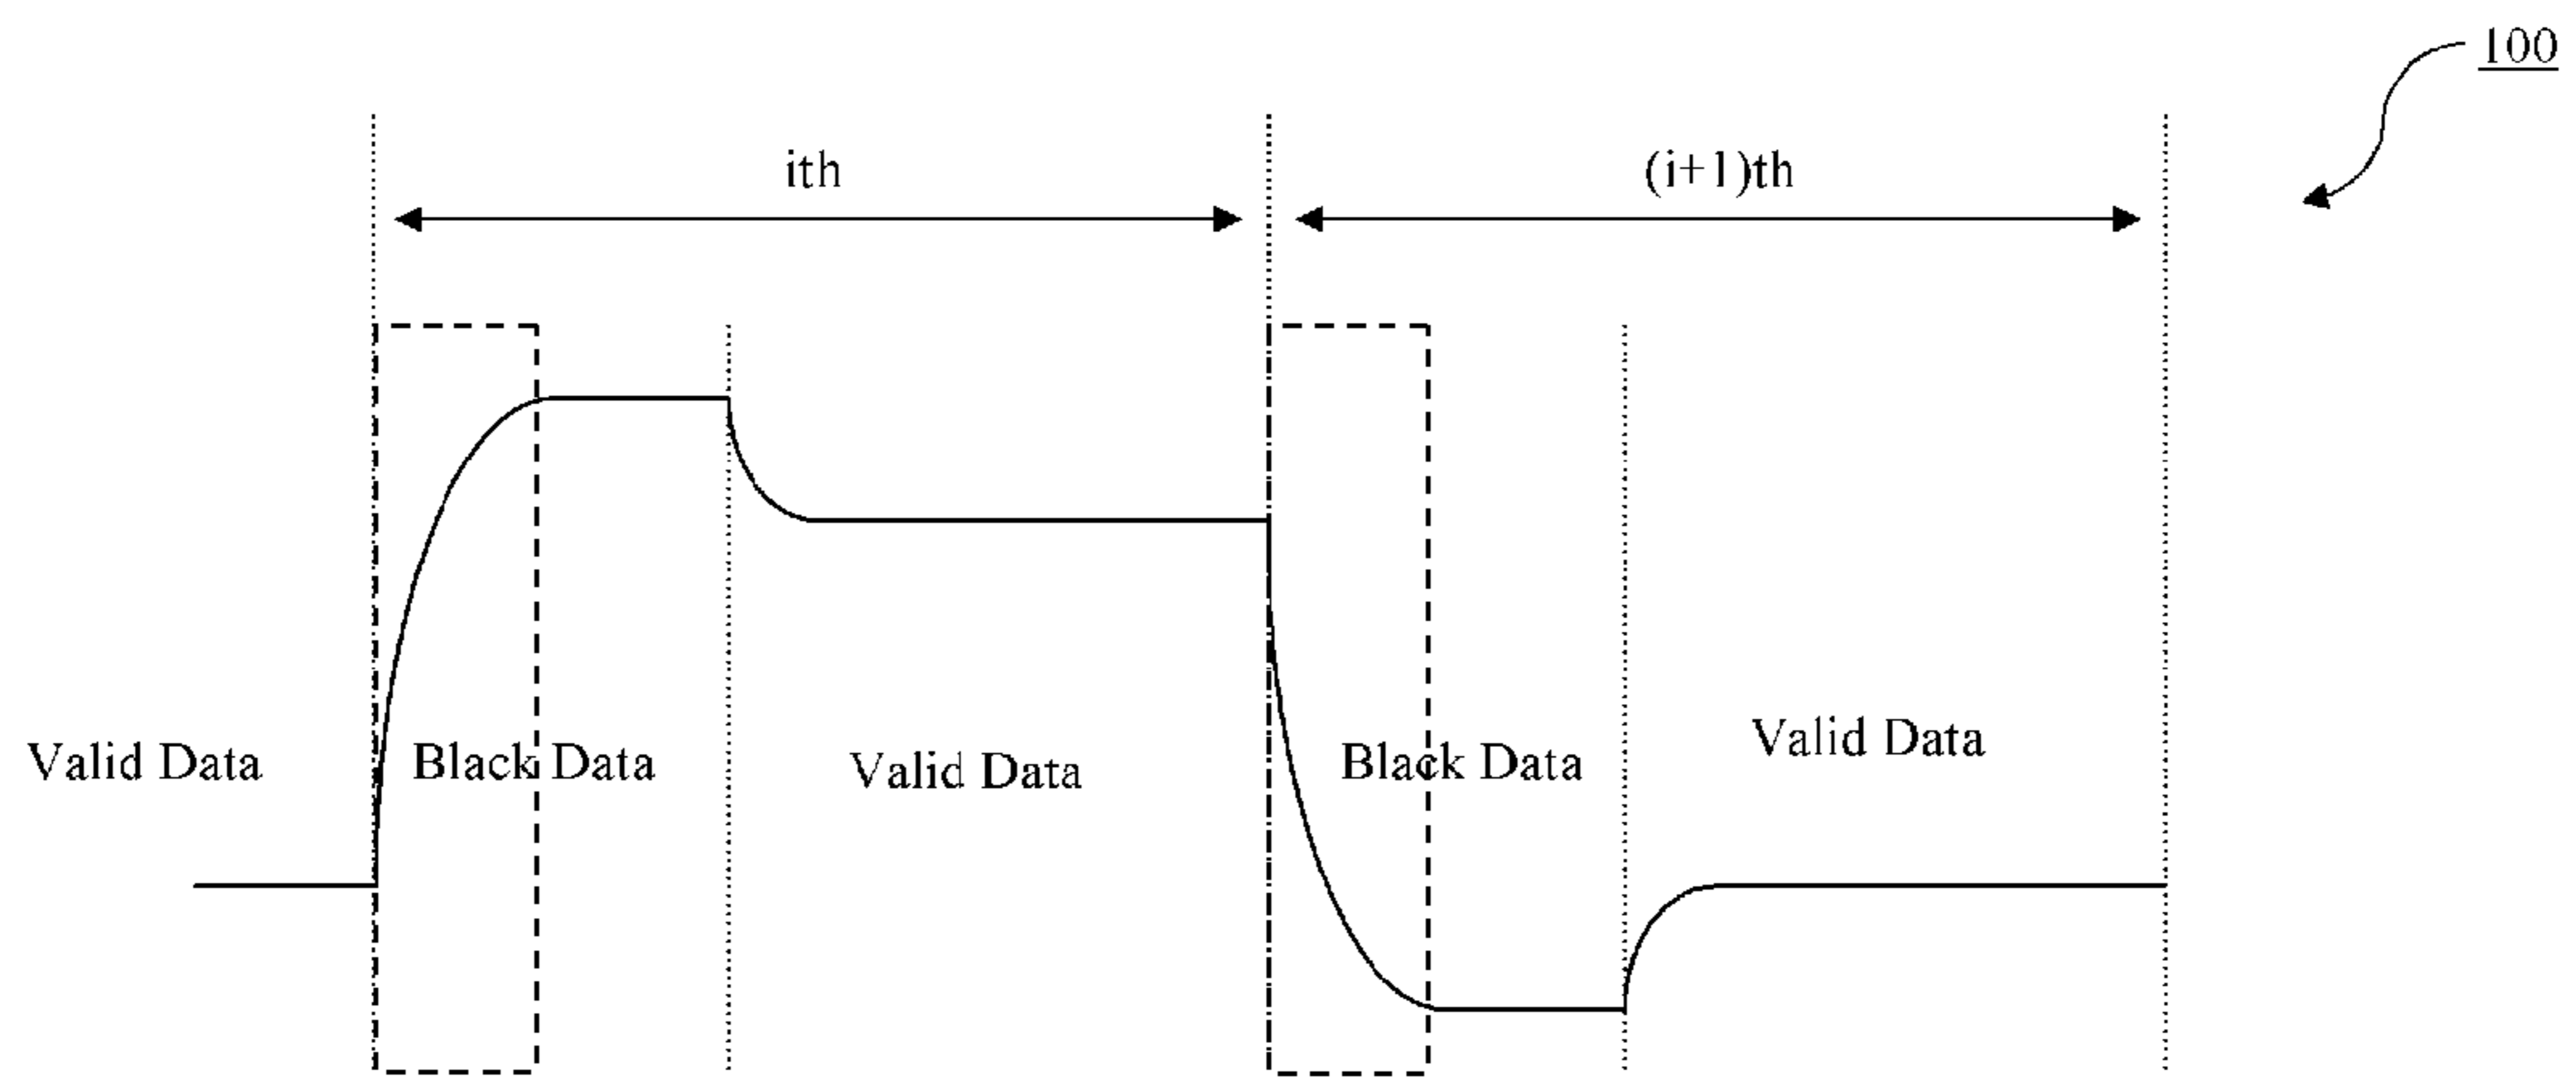 100
ith
(i+1)th
Valid Data
Black Data
Valid Data
Black Data
Valid Data